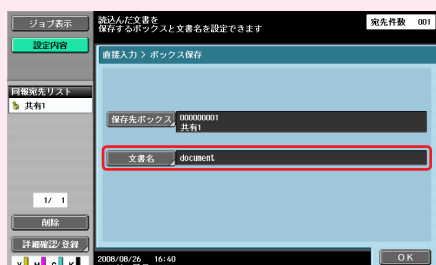 ジョブ表示
設定内容
読込んだ文書を
保存するボックスと文書名を設定できます
宛先件数 001
直接入力 > ボックス保存
同報宛先リスト
共有1
保存先ボックス 000000001
共有1
文書名 document
1/ 1
削除
詳細確認/登録
2008/08/26 16:40
OK
Y M C K